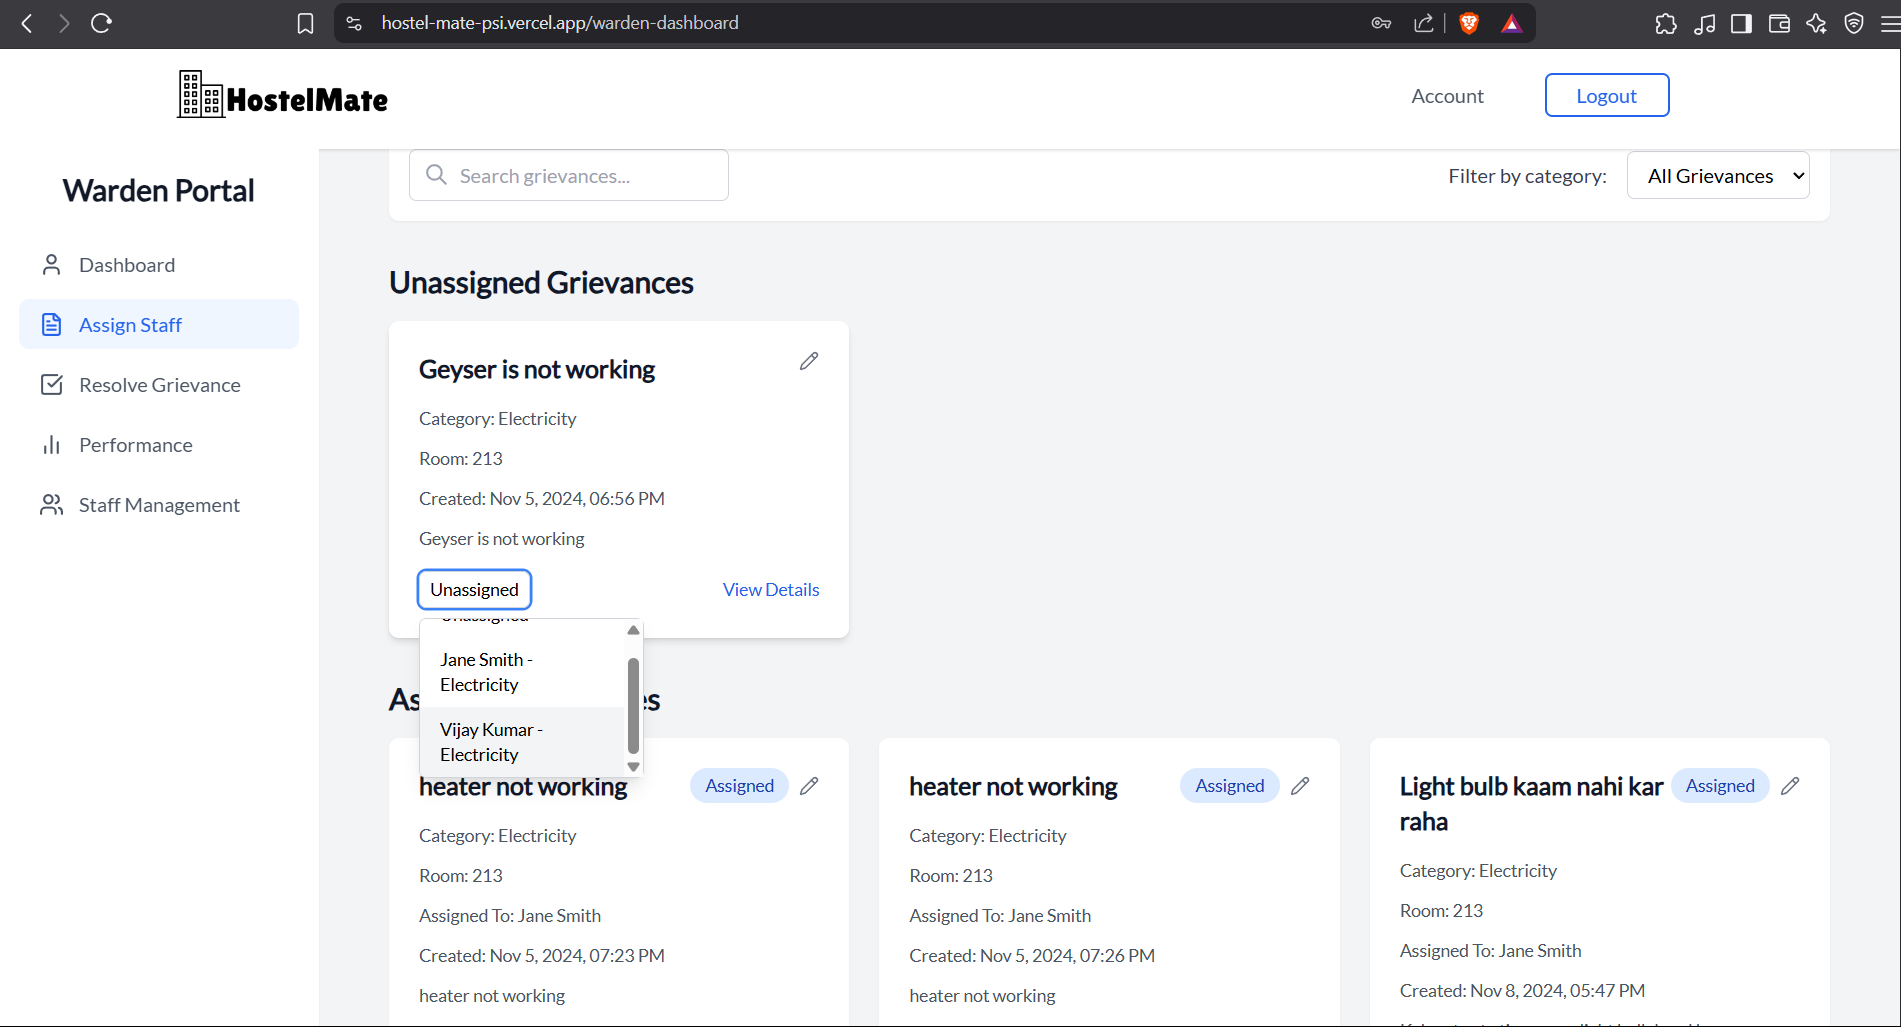 hostel-mate-psi.vercel.app/warden-dashboard
HostelMate
Account
Logout
Warden Portal
Dashboard
Assign Staff
Resolve Grievance
Performance
Staff Management
Search grievances...
Filter by category:
All Grievances
Unassigned Grievances
Geyser is not working
Category: Electricity
Room: 213
Created: Nov 5, 2024, 06:56 PM
Geyser is not working
Unassigned
View Details
Unassigned
Jane Smith -
Electricity
Vijay Kumar -
Electricity
heater not working
Assigned
Category: Electricity
Room: 213
Assigned To: Jane Smith
Created: Nov 5, 2024, 07:23 PM
heater not working
heater not working
Assigned
Category: Electricity
Room: 213
Assigned To: Jane Smith
Created: Nov 5, 2024, 07:26 PM
heater not working
Light bulb kaam nahi kar
raha
Assigned
Category: Electricity
Room: 213
Assigned To: Jane Smith
Created: Nov 8, 2024, 05:47 PM